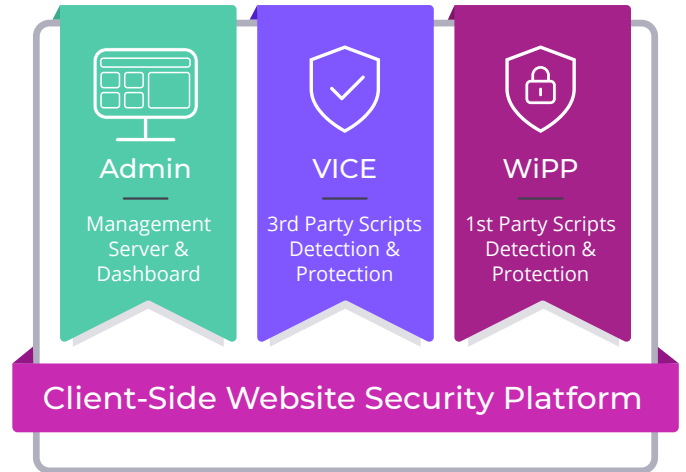 Admin
Management
Server &
Dashboard
VICE
3rd Party Scripts
Detection &
Protection
WiPP
1st Party Scripts
Detection &
Protection
Client-Side Website Security Platform